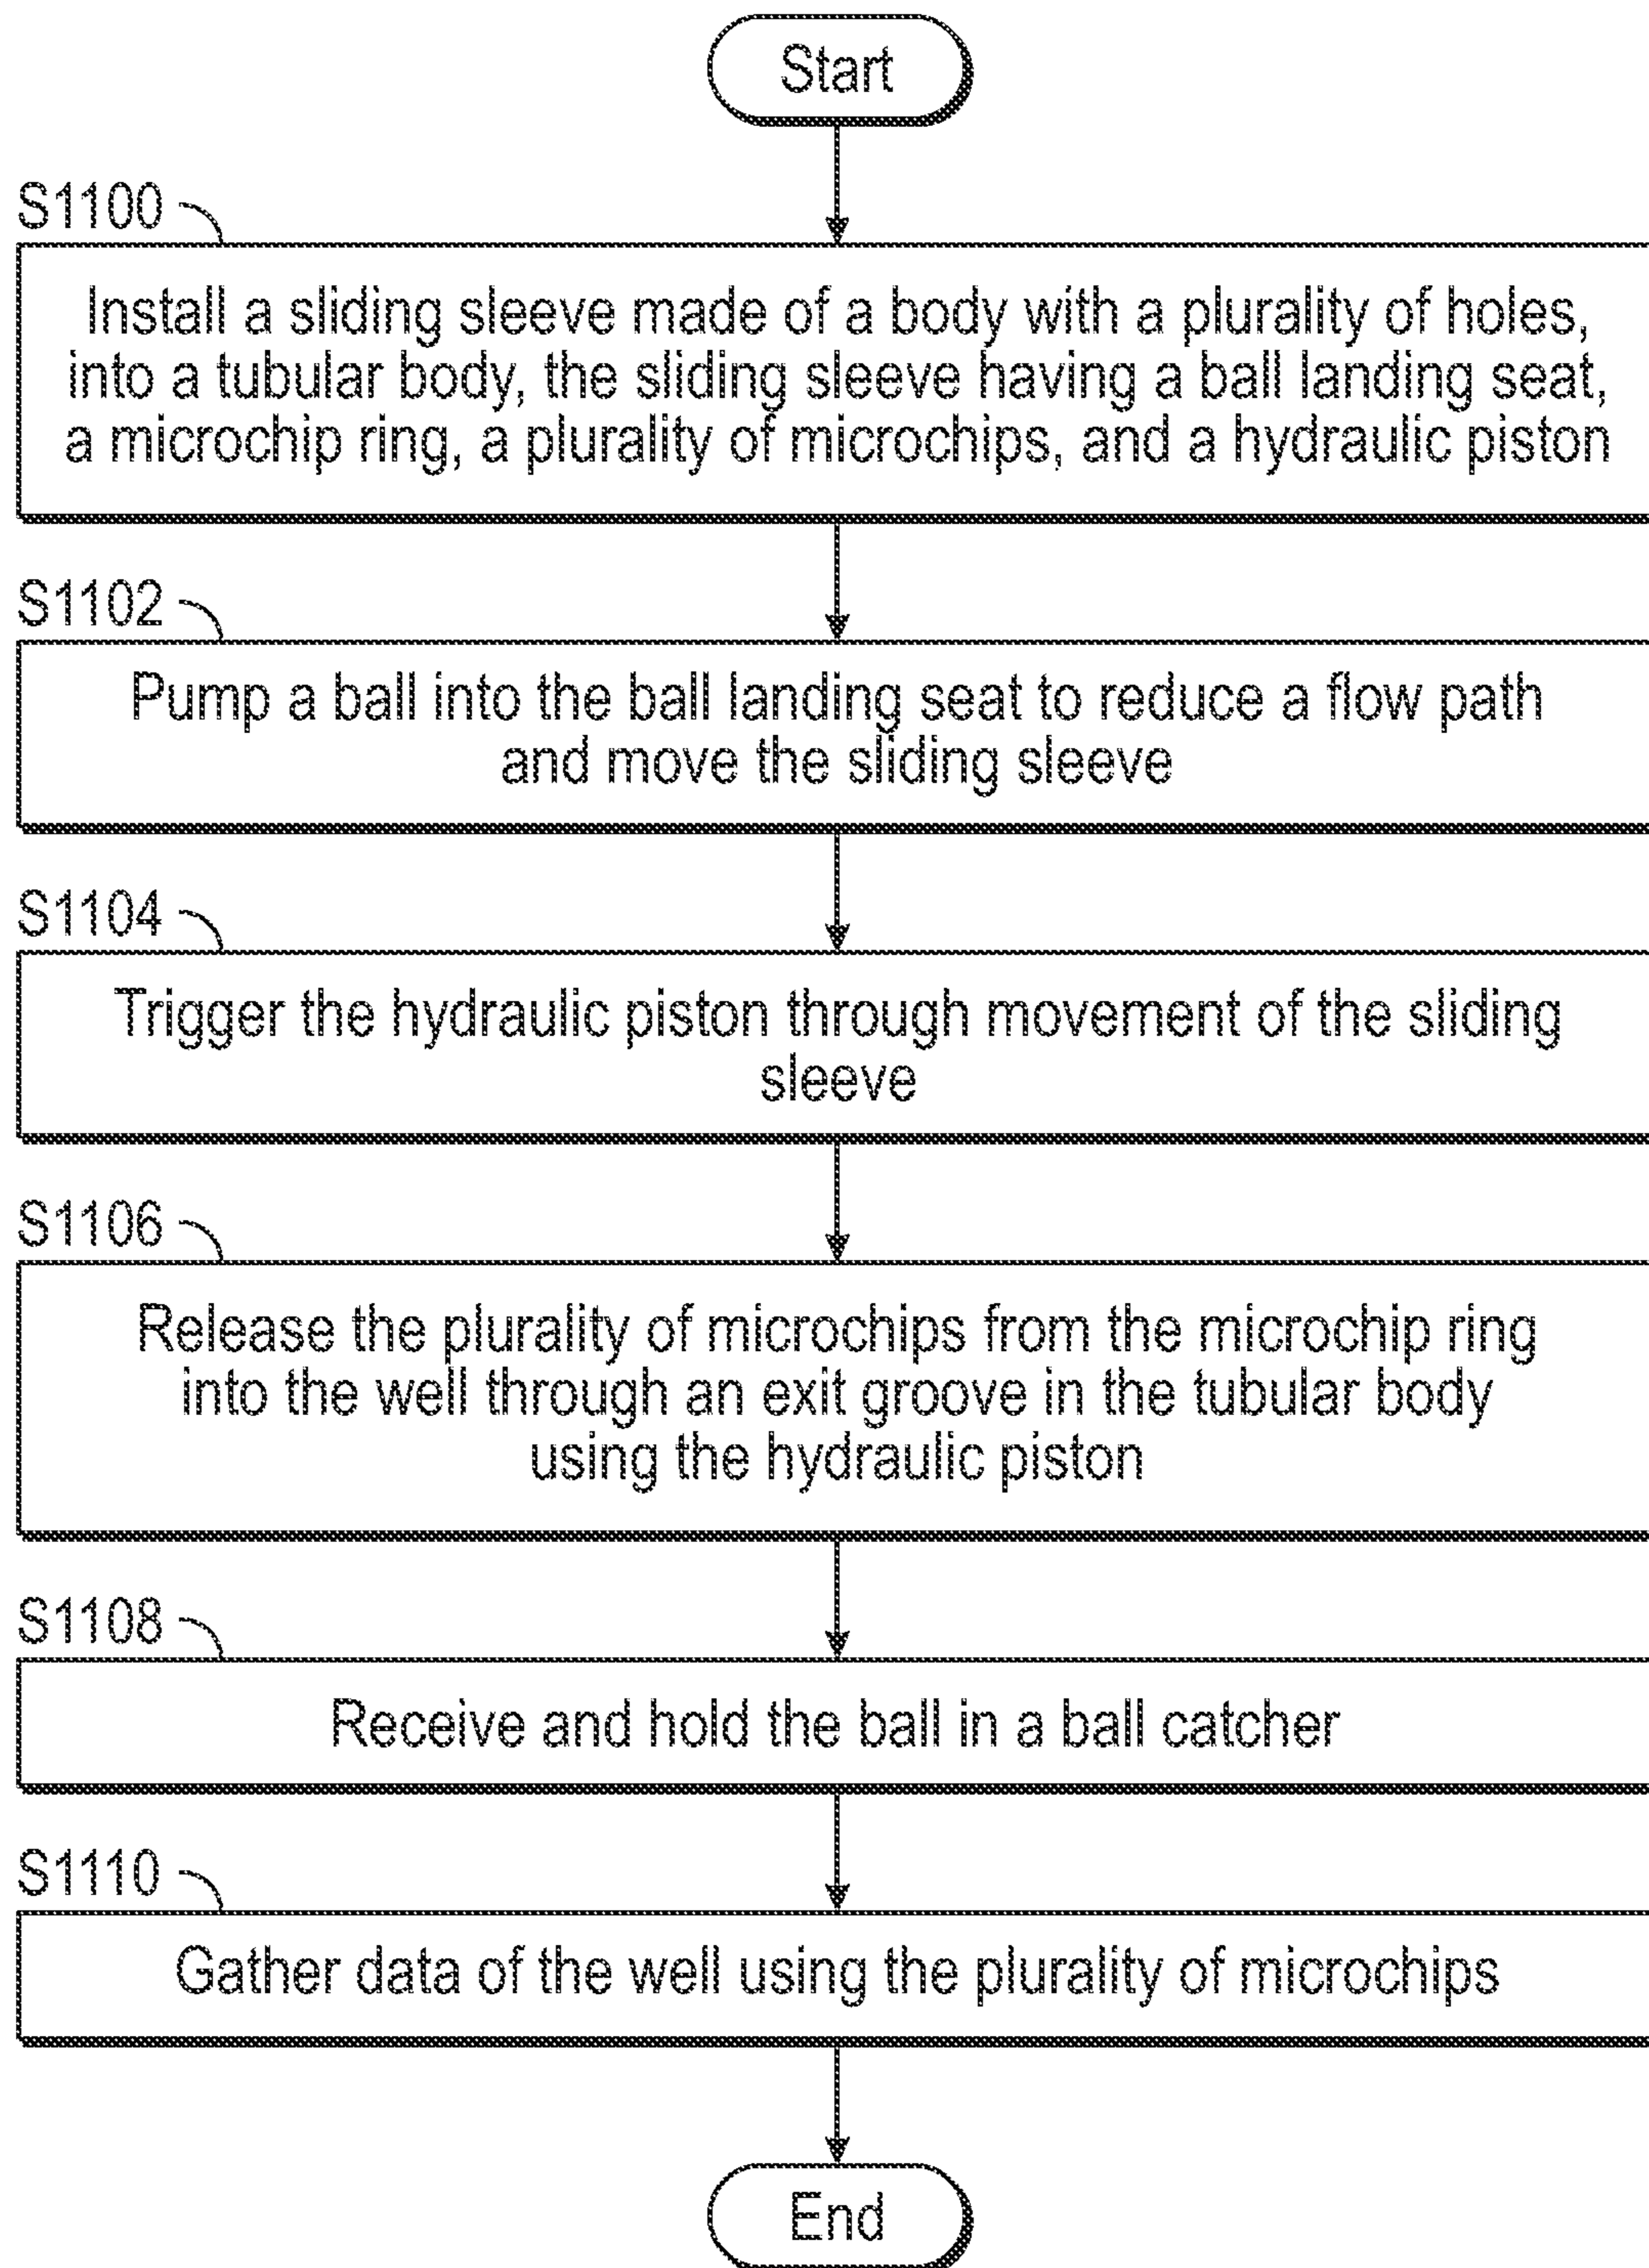 Start
S1100
Install a sliding sleeve made of a body with a plurality of holes,
into a tubular body, the sliding sleeve having a ball landing seat,
a microchip ring, a plurality of microchips, and a hydraulic piston
S1102
Pump a ball into the ball landing seat to reduce a flow path
and move the sliding sleeve
S1104
Trigger the hydraulic piston through movement of the sliding
sleeve
S1106
Release the plurality of microchips from the microchip ring
into the well through an exit groove in the tubular body
using the hydraulic piston
S1108
Receive and hold the ball in a ball catcher
S1110
Gather data of the well using the plurality of microchips
End